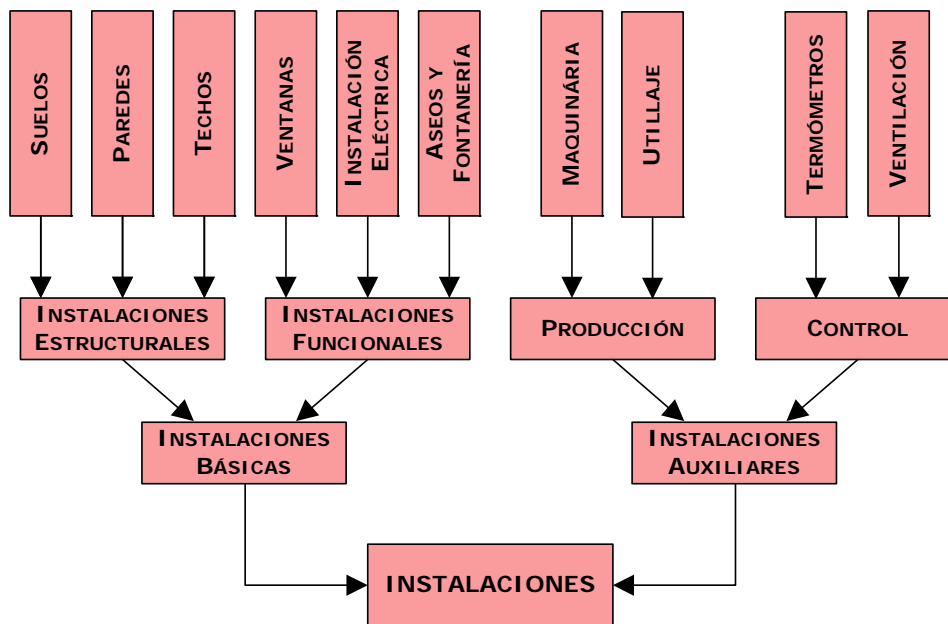 SUELOS
PAREDES
TECHOS
VENTANAS
INSTALACIÓN
ELÉCTRICA
ASEOS Y
FONTANERÍA
MAQUINÁRIA
UTILLAJE
TERMÓMETROS
VENTILACIÓN
INSTALACIONES
ESTRUCTURALES
INSTALACIONES
FUNCIONALES
PRODUCCIÓN
CONTROL
INSTALACIONES
BÁSICAS
INSTALACIONES
AUXILIARES
INSTALACIONES